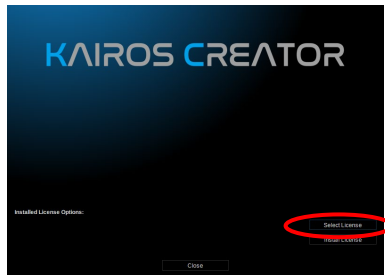 KAIROS CREATOR
Installed License Options:
Select License
Install License
Close